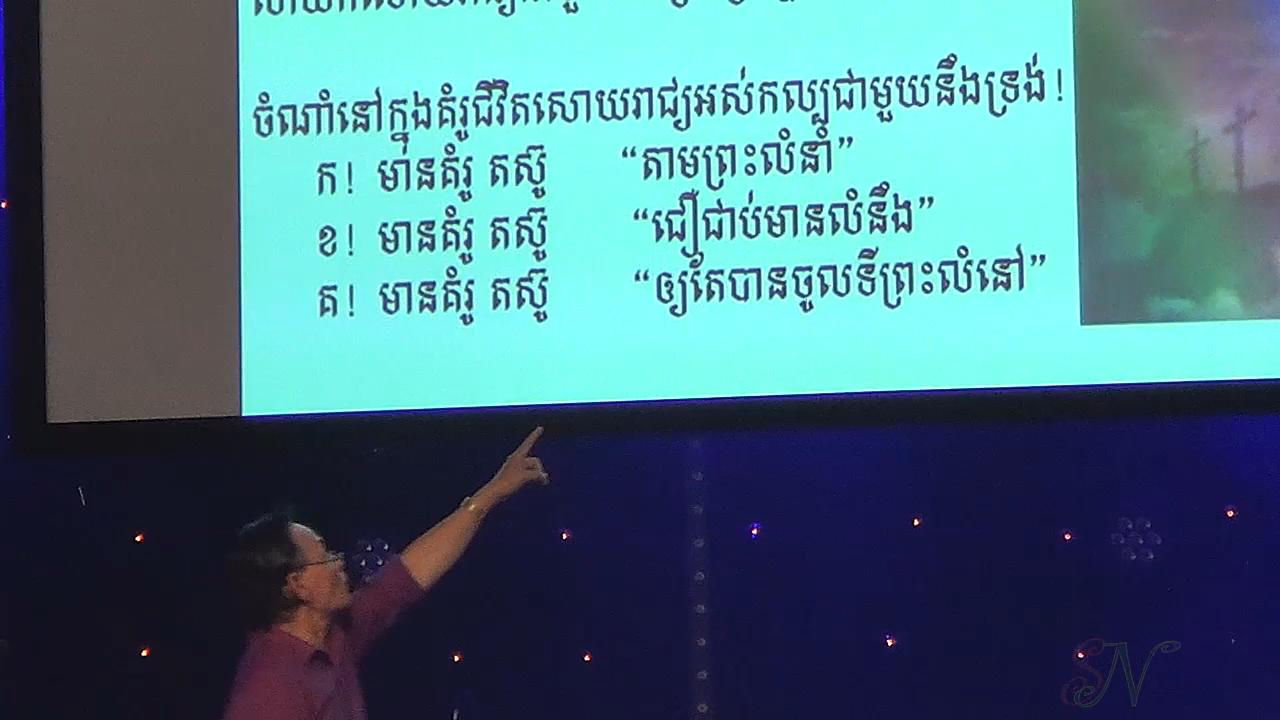 ចំណាំនៅក្នុងគំរូជីវិតសោយរាជ្យអស់កល្បជាមួយនឹងទ្រង់!
ក! មានគំរូ តស៊ូ “តាមព្រះលំនាំ”
ខ! មានគំរូ តស៊ូ “ជឿជាប់មានលំនឹង”
គ! មានគំរូ តស៊ូ “ឲ្យតែបានចូលទីព្រះលំនៅ”
SN